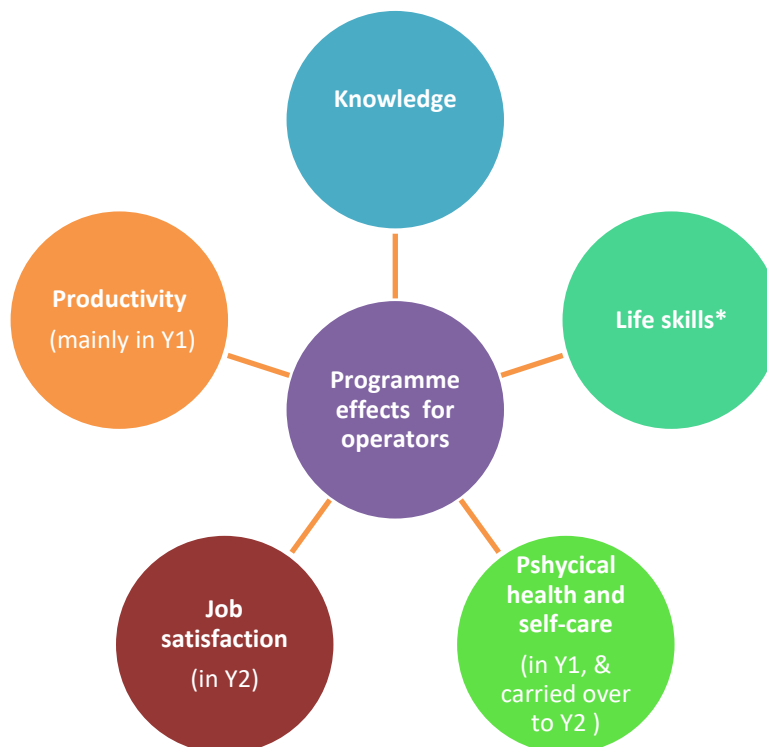 Knowledge
Productivity
(mainly in Y1)
Life skills*
Programme
effects for
operators
Job
satisfaction
(in Y2)
Pshycical
health and
self-care
(in Y1, &
carried over
to Y2 )